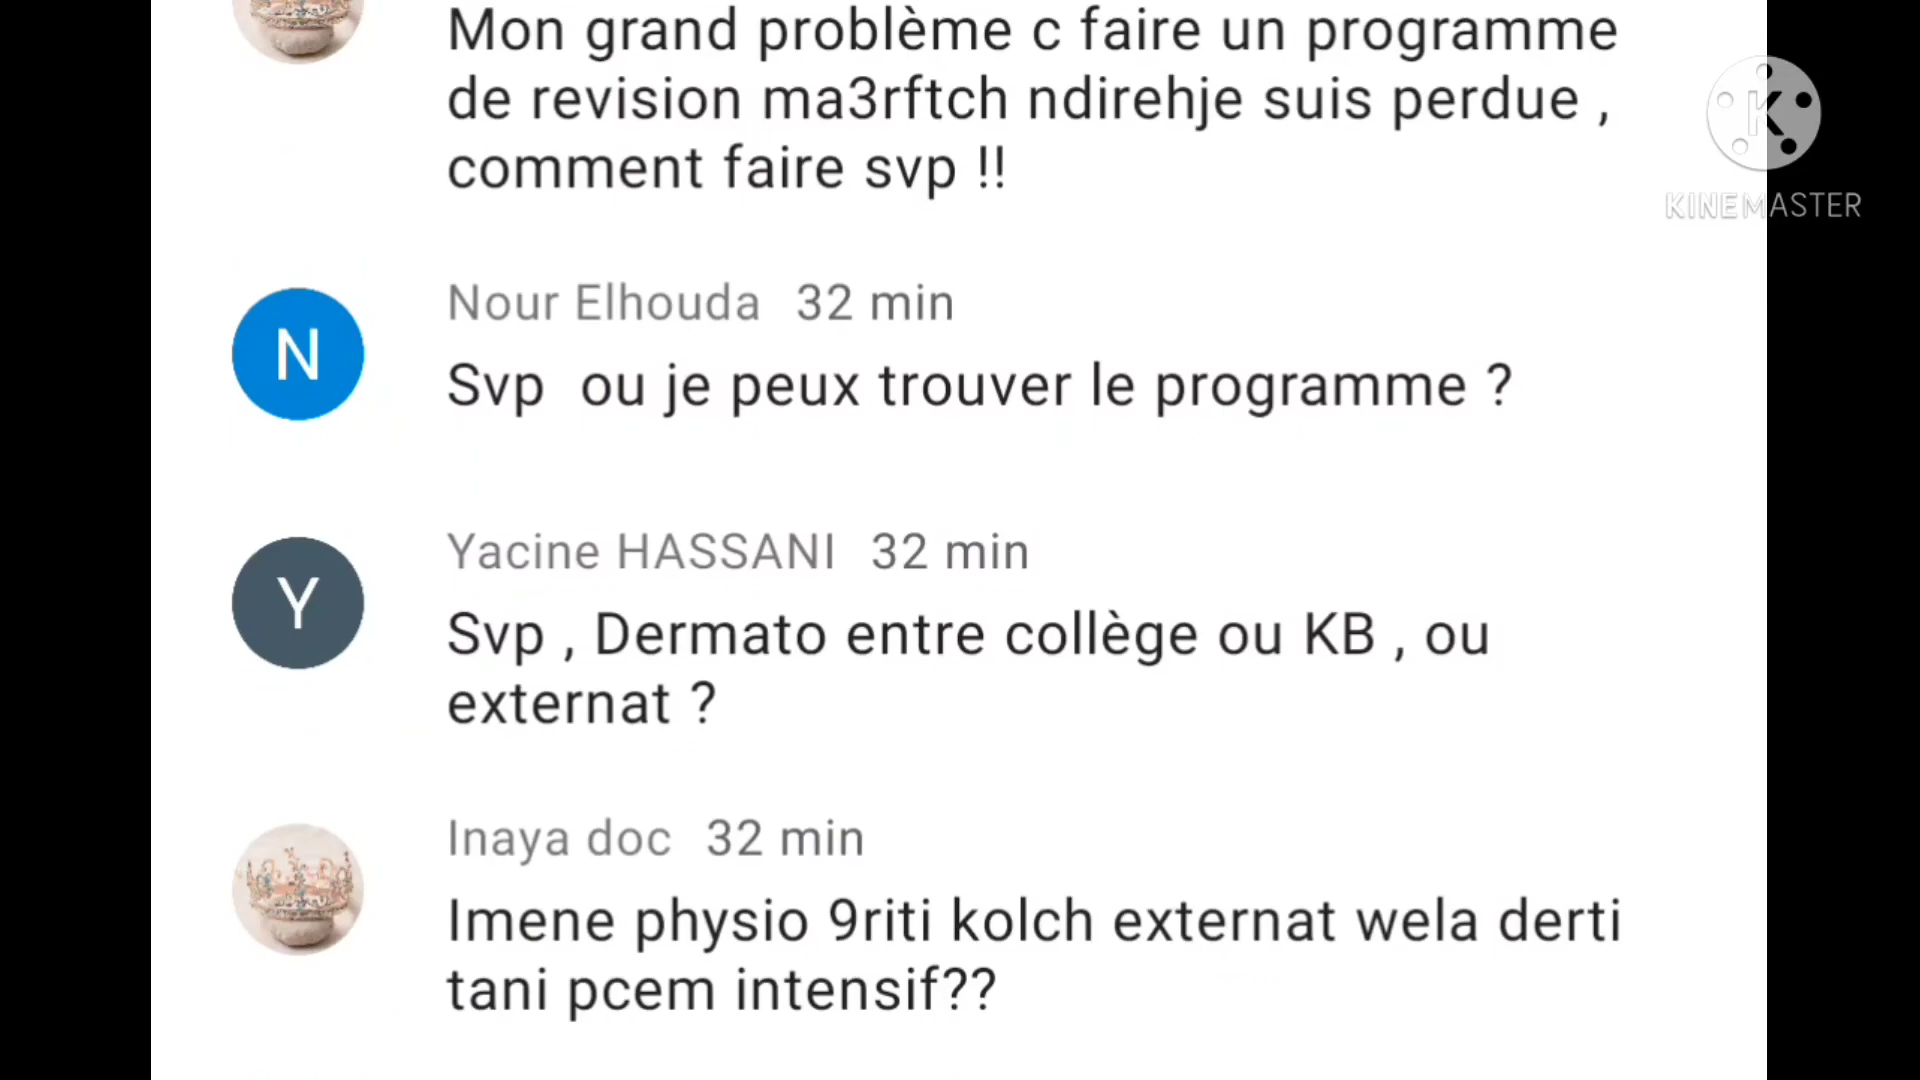 Mon grand problème c faire un programme
de revision ma3rftch ndirehje suis perdue ,
comment faire svp !!
K
KINEMASTER
N
Nour Elhouda 32 min
Svp ou je peux trouver le programme ?
Y
Yacine HASSANI 32 min
Svp , Dermato entre collège ou KB , ou
externat ?
Inaya doc 32 min
Imene physio 9riti kolch externat wela derti
tani pcem intensif??